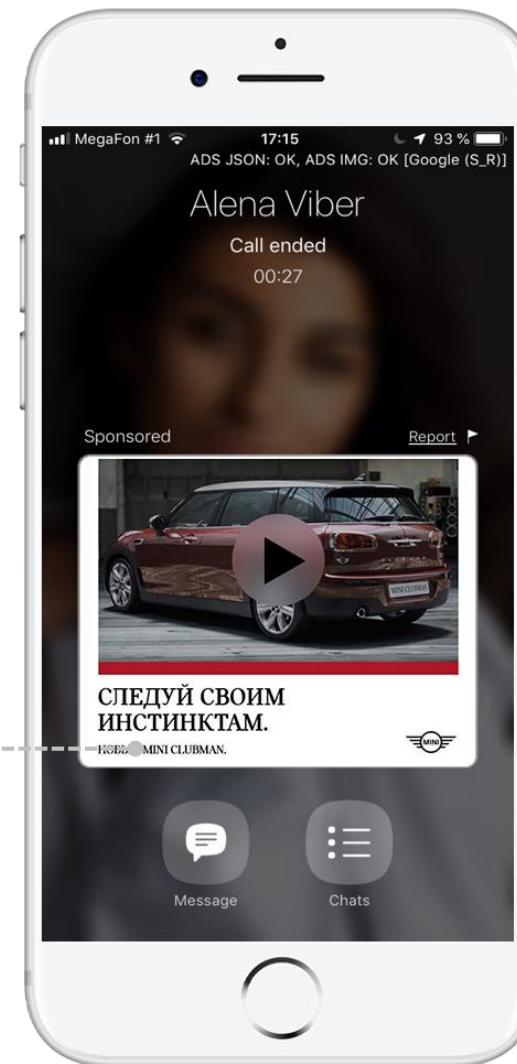 MegaFon #1 17:15 93 %
ADS JSON: OK, ADS IMG: OK [Google (S_R)]
Alena Viber
Call ended
00:27
Sponsored Report
MINI CLUBMAN
СЛЕДУЙ СВОИМ
ИНСТИНКТАМ.
MINI CLUBMAN.
MINI
Message Chats